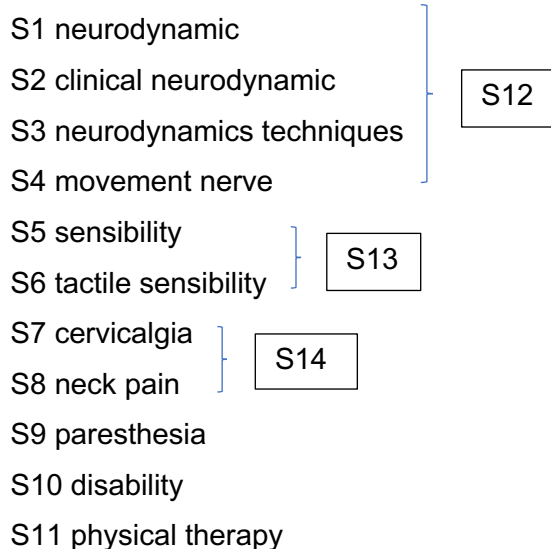 S1 neurodynamic
S2 clinical neurodynamic
S12
S3 neurodynamics techniques
S4 movement nerve
S5 sensibility
S13
S6 tactile sensibility
S7 cervicalgia
S14
S8 neck pain
S9 paresthesia
S10 disability
S11 physical therapy